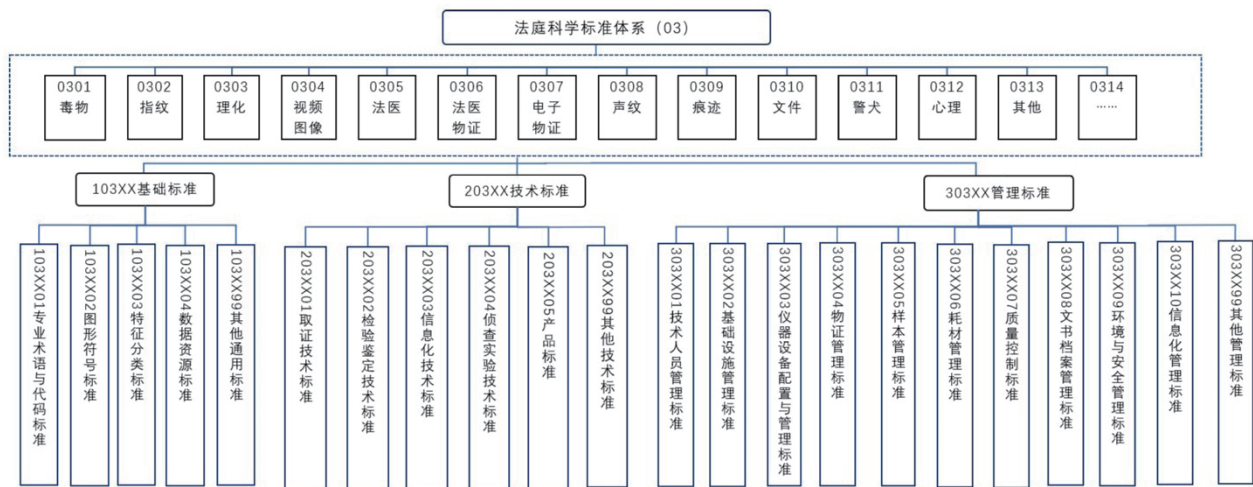 法庭科学标准体系（03）
0301
毒物
0302
指纹
0303
理化
0304
视频
图像
0305
法医
0306
法医
物证
0307
电子
物证
0308
声纹
0309
痕迹
0310
文件
0311
警犬
0312
心理
0313
其他
0314
……
103XX基础标准
203XX技术标准
303XX管理标准
103XX01专业术语与代码标准
103XX02图形符号标准
103XX03特征分类标准
103XX04数据资源标准
103XX99其他通用标准
203XX01取证技术标准
203XX02检验鉴定技术标准
203XX03信息化技术标准
203XX04侦查实验技术标准
203XX05产品标准
203XX99其他技术标准
303XX01技术人员管理标准
303XX02基础设施管理标准
303XX03仪器设备配置与管理标准
303XX04物证管理标准
303XX05样本管理标准
303XX06耗材管理标准
303XX07质量控制标准
303XX08文书档案管理标准
303XX09环境与安全管理标准
303XX10信息化管理标准
303XX99其他管理标准